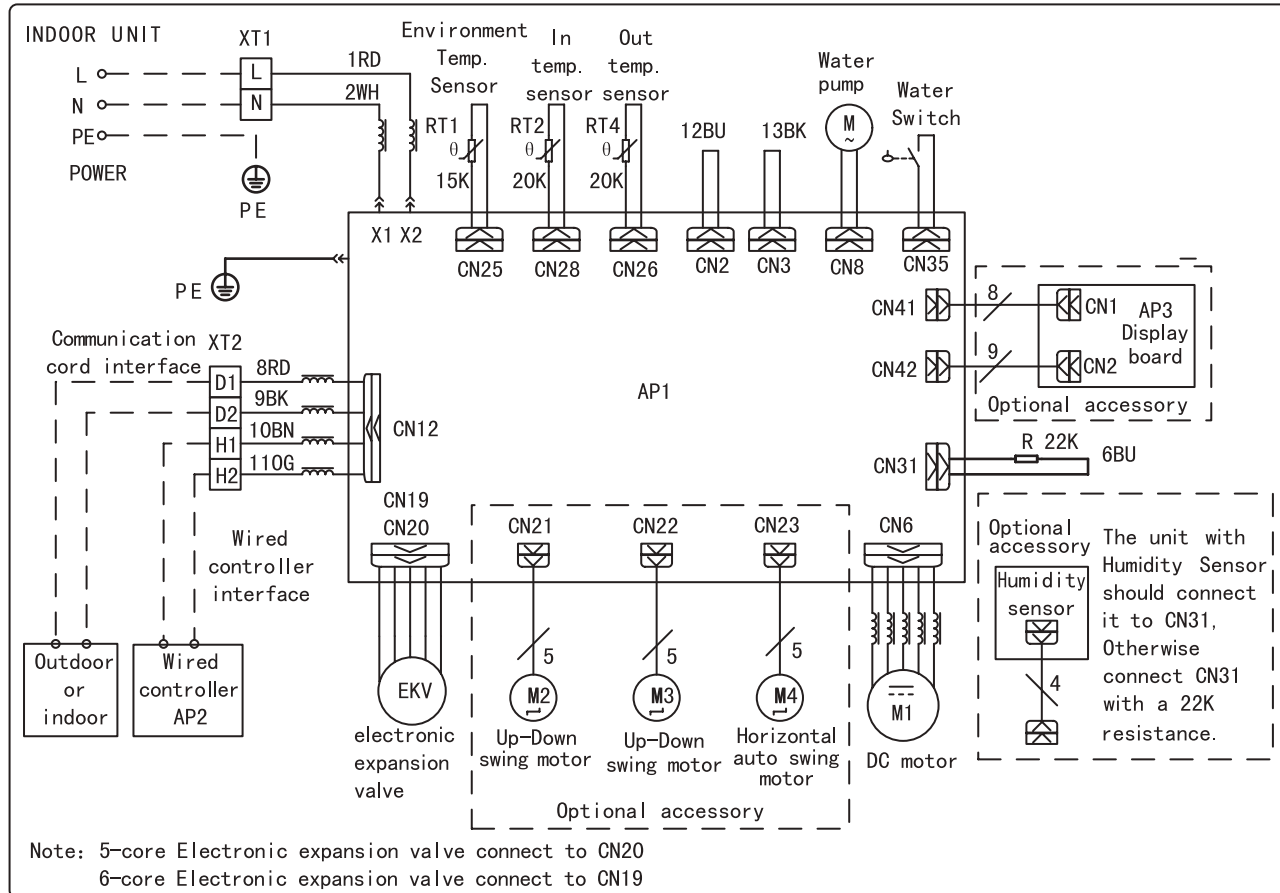 INDOOR UNIT
XT1
L
L
N
N
PE
POWER
PE
1RD
2WH
Environment
Temp.
Sensor
In
temp.
sensor
Out
temp.
sensor
RT1
θ
15K
RT2
θ
20K
RT4
θ
20K
12BU
13BK
Water
pump
M
~
Water
Switch
X1 X2
CN25
CN28
CN26
CN2
CN3
CN8
CN35
PE
CN41
8
CN1
AP3
Display
board
CN42
9
CN2
Optional accessory
Communication
cord interface
XT2
D1
8RD
D2
9BK
H1
10BN
H2
11OG
CN12
AP1
CN31
R 22K
6BU
CN19
CN20
CN21
CN22
CN23
CN6
Wired
controller
interface
Outdoor
or
indoor
Wired
controller
AP2
EKV
electronic
expansion
valve
5
M2
Up-Down
swing motor
5
M3
Up-Down
swing motor
5
M4
Horizontal
auto swing
motor
Optional accessory
M1
DC motor
Optional
accessory
Humidity
sensor
4
The unit with
Humidity Sensor
should connect
it to CN31,
Otherwise
connect CN31
with a 22K
resistance.
Note: 5-core Electronic expansion valve connect to CN20
6-core Electronic expansion valve connect to CN19